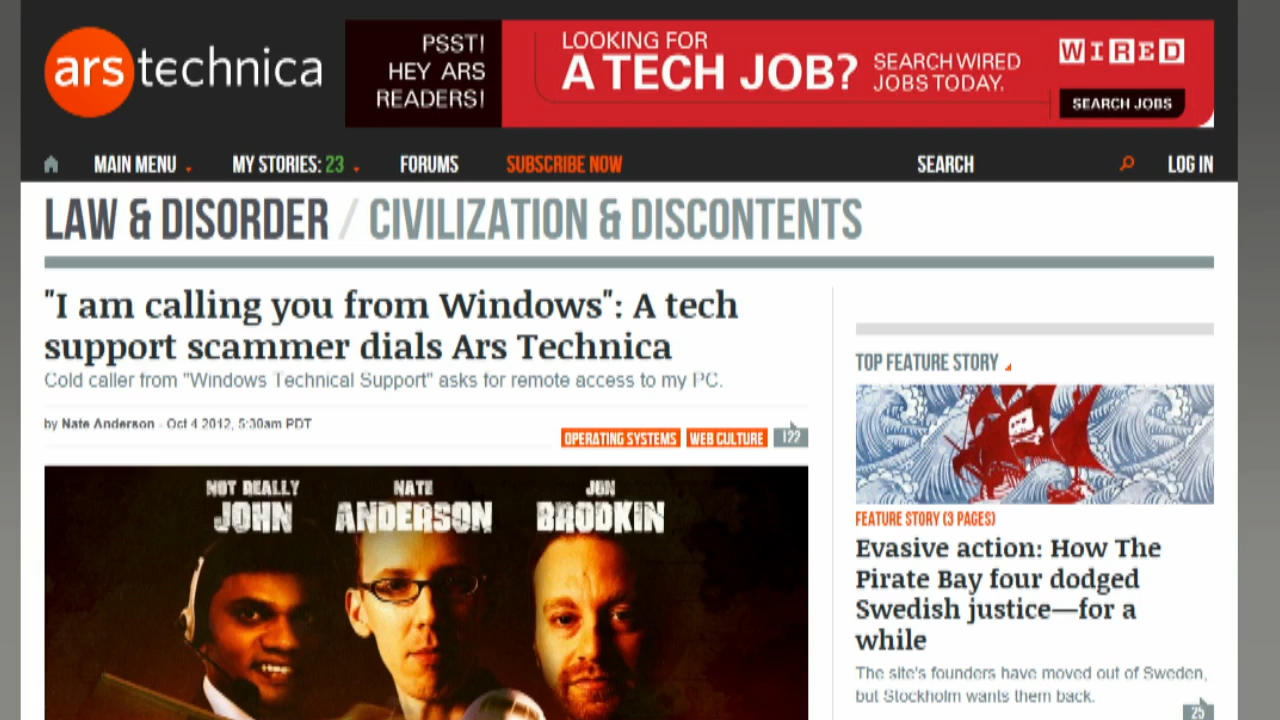 ars technica
PSST!
HEY ARS
READERS!
LOOKING FOR
A TECH JOB?
SEARCH WIRED
JOBS TODAY.
WIRED
SEARCH JOBS
MAIN MENU MY STORIES: 23 FORUMS SUBSCRIBE NOW SEARCH LOG IN
LAW & DISORDER / CIVILIZATION & DISCONTENTS
"I am calling you from Windows": A tech
support scammer dials Ars Technica
Cold caller from "Windows Technical Support" asks for remote access to my PC.
by Nate Anderson - Oct 4 2012, 5:30am PDT
OPERATING SYSTEMS WEB CULTURE 122
NOT REALLY
JOHN
NATE
ANDERSON
JON
BRODKIN
TOP FEATURE STORY
FEATURE STORY (3 PAGES)
Evasive action: How The
Pirate Bay four dodged
Swedish justice—for a
while
The site's founders have moved out of Sweden,
but Stockholm wants them back.
25